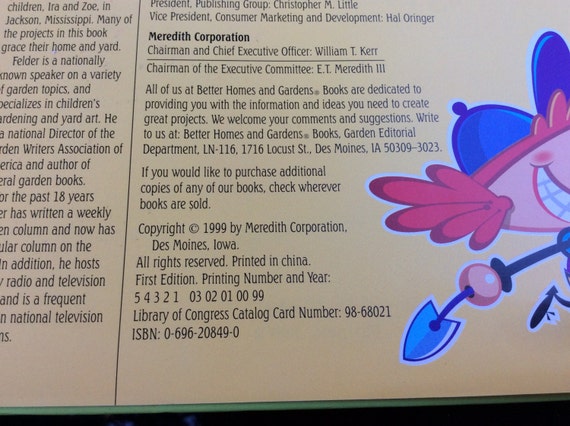 children, Ira and Zoe, in
Jackson, Mississippi. Many of
the projects in this book
grace their home and yard.
Felder is a nationally
known speaker on a variety
of garden topics, and
pecializes in children's
ardening and yard art. He
a national Director of the
rden Writers Association of
erica and author of
eral garden books.
or the past 18 years
er has written a weekly
en column and now has
ular column on the
In addition, he hosts
y radio and television
and is a frequent
n national television
ns.
President, Publishing Group: Christopher M. Little
Vice President, Consumer Marketing and Development: Hal Oringer
Meredith Corporation
Chairman and Chief Executive Officer: William T. Kerr
Chairman of the Executive Committee: E.T. Meredith III
All of us at Better Homes and Gardens® Books are dedicated to
providing you with the information and ideas you need to create
great projects. We welcome your comments and suggestions. Write
to us at: Better Homes and Gardens® Books, Garden Editorial
Department, LN-116, 1716 Locust St., Des Moines, IA 50309–3023.
If you would like to purchase additional
copies of any of our books, check wherever
books are sold.
Copyright © 1999 by Meredith Corporation,
Des Moines, Iowa.
All rights reserved. Printed in china.
First Edition. Printing Number and Year:
5 4 3 2 1 03 02 01 00 99
Library of Congress Catalog Card Number: 98-68021
ISBN: 0-696-20849-0